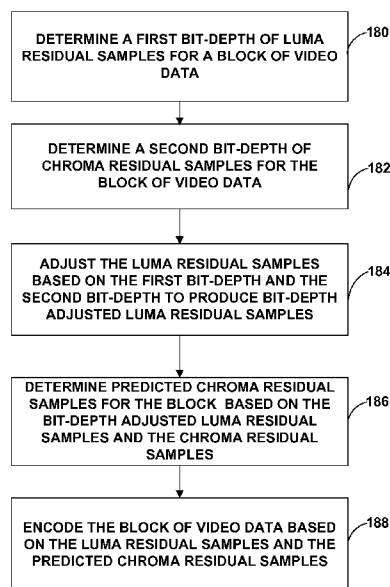 DETERMINE A FIRST BIT-DEPTH OF LUMA
RESIDUAL SAMPLES FOR A BLOCK OF VIDEO
DATA
180
DETERMINE A SECOND BIT-DEPTH OF
CHROMA RESIDUAL SAMPLES FOR THE
BLOCK OF VIDEO DATA
182
ADJUST THE LUMA RESIDUAL SAMPLES
BASED ON THE FIRST BIT-DEPTH AND THE
SECOND BIT-DEPTH TO PRODUCE BIT-DEPTH
ADJUSTED LUMA RESIDUAL SAMPLES
184
DETERMINE PREDICTED CHROMA RESIDUAL
SAMPLES FOR THE BLOCK BASED ON THE
BIT-DEPTH ADJUSTED LUMA RESIDUAL
SAMPLES AND THE CHROMA RESIDUAL
SAMPLES
186
ENCODE THE BLOCK OF VIDEO DATA BASED
ON THE LUMA RESIDUAL SAMPLES AND THE
PREDICTED CHROMA RESIDUAL SAMPLES
188